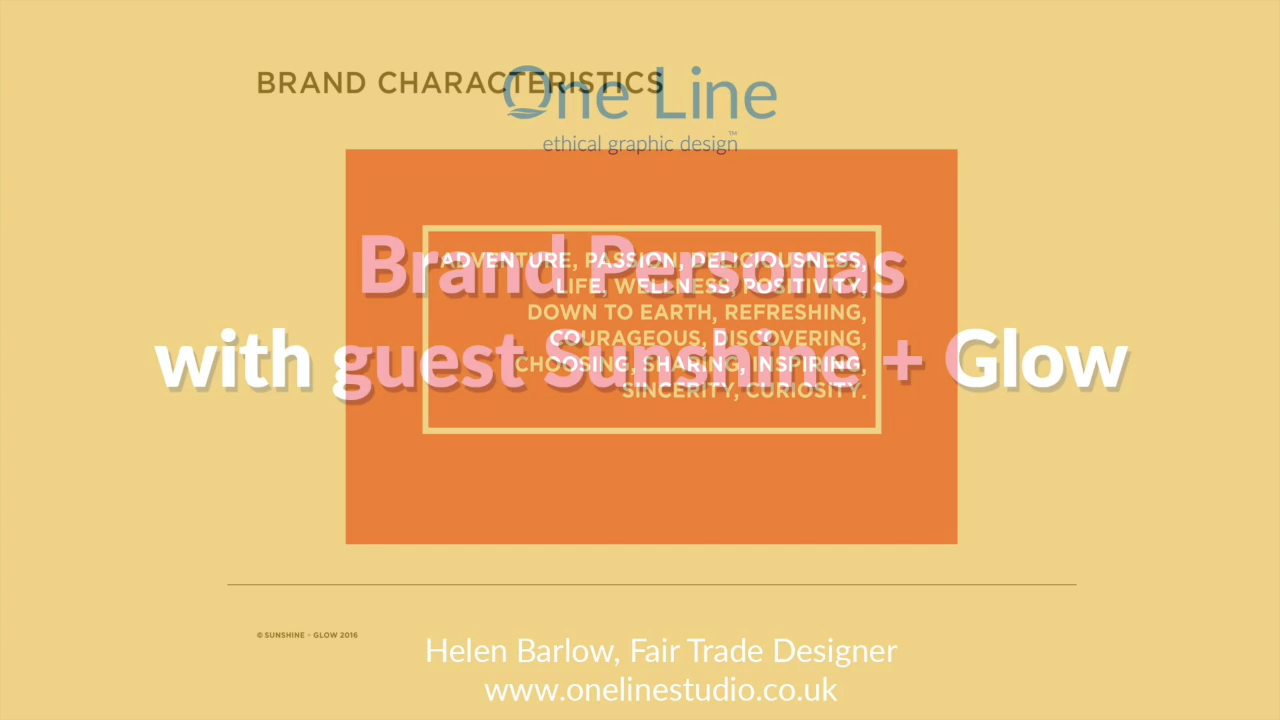 BRAND CHARACTERISTICS
One Line
ethical graphic design™
Brand Personas
with guest Sunshine + Glow
ADVENTURE, PASSION, DELICIOUSNESS,
LIFE, WELLNESS, POSITIVITY,
DOWN TO EARTH, REFRESHING,
COURAGEOUS, DISCOVERING,
CHOOSING, SHARING, INSPIRING,
SINCERITY, CURIOSITY.
© SUNSHINE + GLOW 2016
Helen Barlow, Fair Trade Designer
www.onelinestudio.co.uk